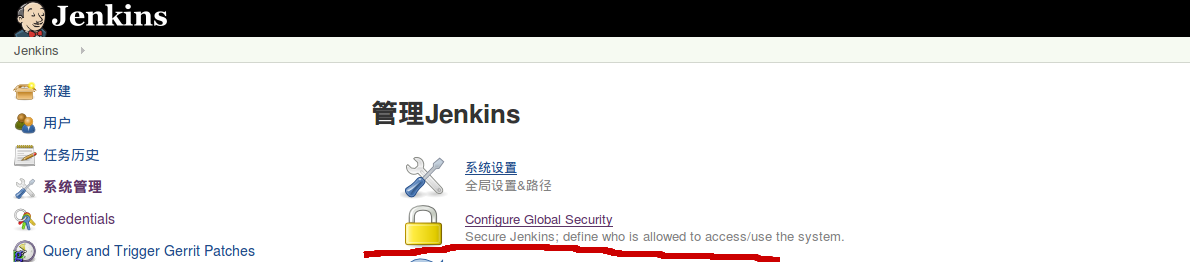 Jenkins
Jenkins
新建
用户
任务历史
系统管理
Credentials
Query and Trigger Gerrit Patches
管理Jenkins
系统设置
全局设置&路径
Configure Global Security
Secure Jenkins; define who is allowed to access/use the system.